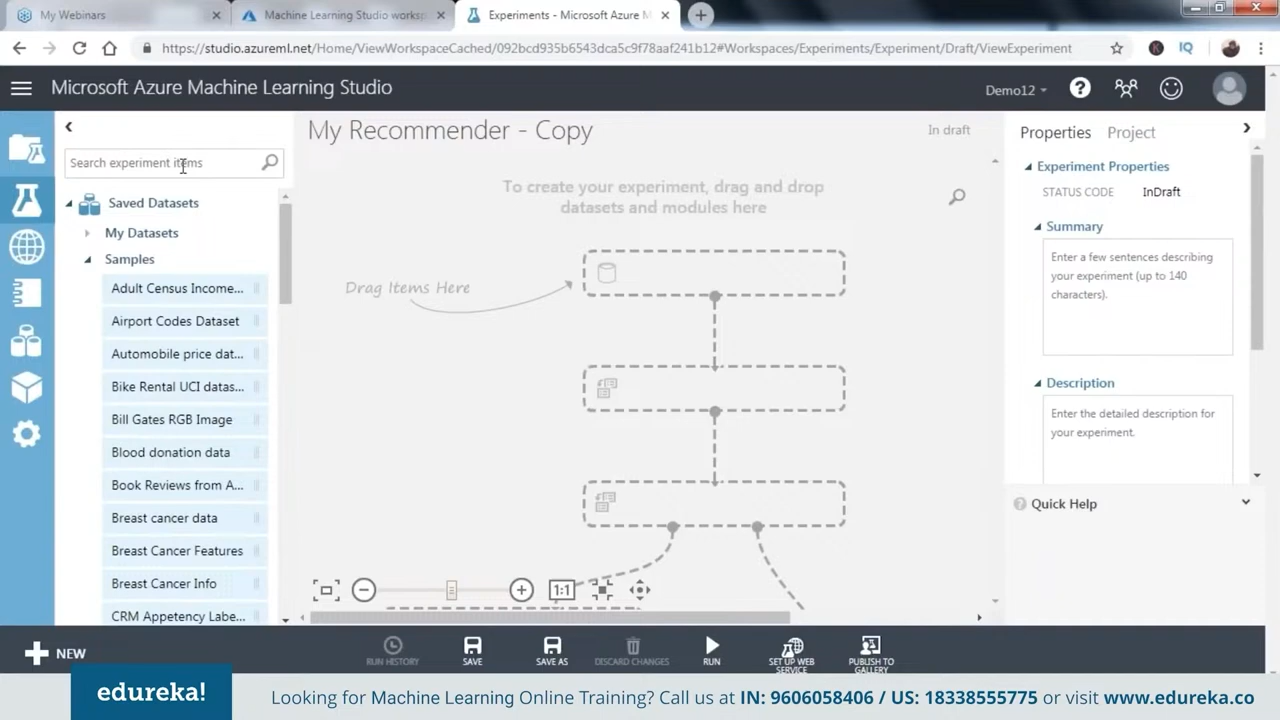 My Webinars
Machine Learning Studio worksp
Experiments - Microsoft Azure M
https://studio.azureml.net/Home/ViewWorkspaceCached/092bcd935b6543dca5c9f78aaf241b12#Workspaces/Experiments/Experiment/Draft/ViewExperiment
IQ
Microsoft Azure Machine Learning Studio
Demo12
Search experiment items
Saved Datasets
My Datasets
Samples
Adult Census Income...
Airport Codes Dataset
Automobile price dat...
Bike Rental UCI datas...
Bill Gates RGB Image
Blood donation data
Book Reviews from A...
Breast cancer data
Breast Cancer Features
Breast Cancer Info
CRM Appetency Labe...
My Recommender - Copy
In draft
To create your experiment, drag and drop
datasets and modules here
Drag Items Here
1:1
Properties
Project
Experiment Properties
STATUS CODE
InDraft
Summary
Enter a few sentences describing
your experiment (up to 140
characters).
Description
Enter the detailed description for
your experiment.
Quick Help
NEW
RUN HISTORY
SAVE
SAVE AS
DISCARD CHANGES
RUN
SET UP WEB
SERVICE
PUBLISH TO
GALLERY
edureka!
Looking for Machine Learning Online Training? Call us at IN: 9606058406 / US: 18338555775 or visit www.edureka.co